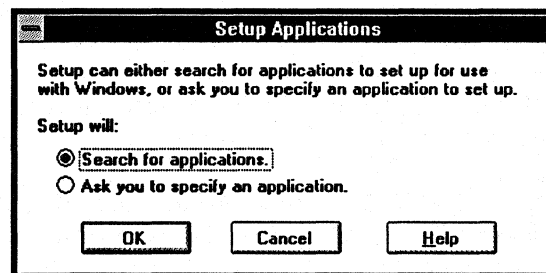 Setup Applications
Setup can either search for applications to set up for use
with Windows, or ask you to specify an application to set up.
Setup will:
Search for applications.
Ask you to specify an application.
OK Cancel Help